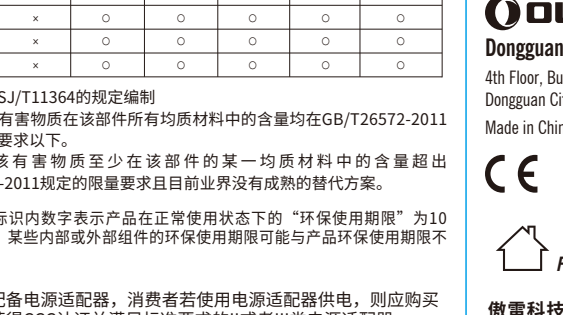 × ○ ○ ○ ○ ○
× ○ ○ ○ ○ ○
× ○ ○ ○ ○ ○
SJ/T11364的规定编制
有害物质在该部件所有均质材料中的含量均在GB/T26572-2011
要求以下。
该有害物质至少在该部件的某一均质材料中的含量超出
-2011规定的限量要求且目前业界没有成熟的替代方案。
标识内数字表示产品在正常使用状态下的“环保使用期限”为10
某些内部或外部组件的环保使用期限可能与产品环保使用期限不
配备电源适配器，消费者若使用电源适配器供电，则应购买
Dongguan
4th Floor, Bu
Dongguan Ci
Made in Chin
CE
傲雷科技